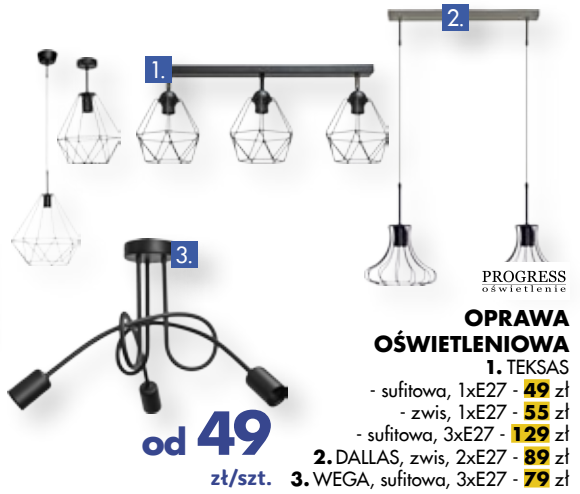 1.
2.
3.
PROGRESS
oświetlenie
OPRAWA
OŚWIETLENIOWA
1. TEKSAS
- sufitowa, 1xE27 - 49 zł
- zwis, 1xE27 - 55 zł
- sufitowa, 3xE27 - 129 zł
2. DALLAS, zwis, 2xE27 - 89 zł
3. WEGA, sufitowa, 3xE27 - 79 zł
od 49
zł/szt.